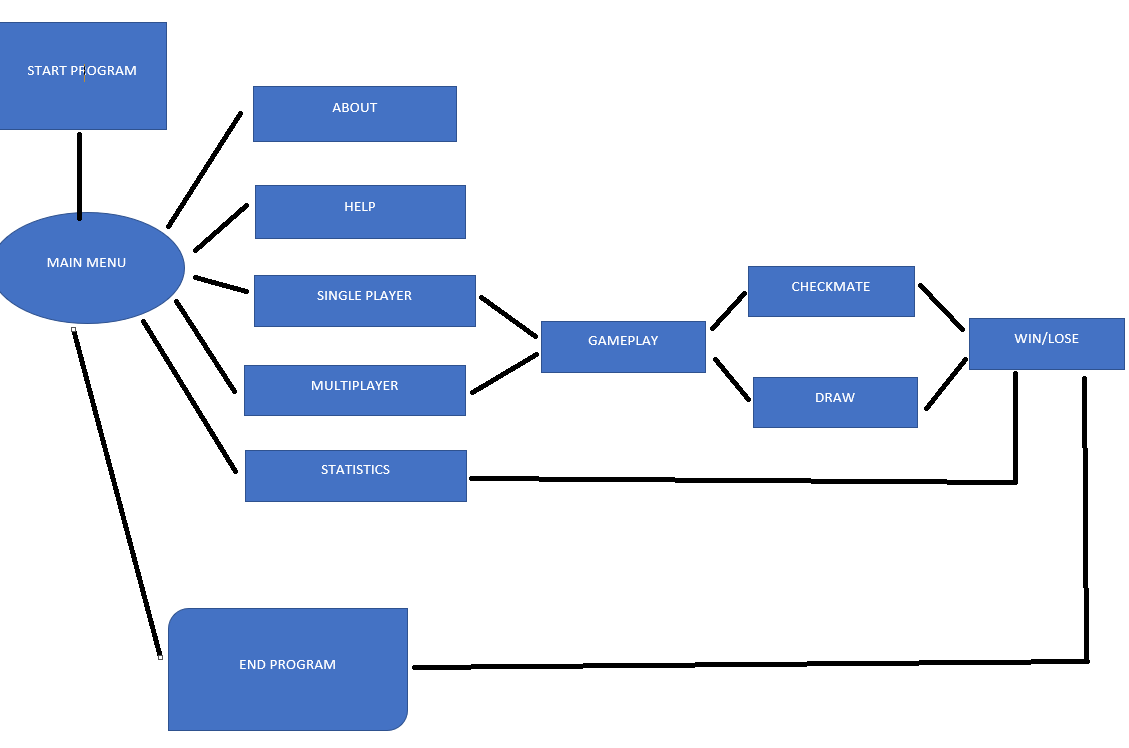 START PROGRAM
ABOUT
HELP
MAIN MENU
SINGLE PLAYER
CHECKMATE
GAMEPLAY
WIN/LOSE
MULTIPLAYER
DRAW
STATISTICS
END PROGRAM